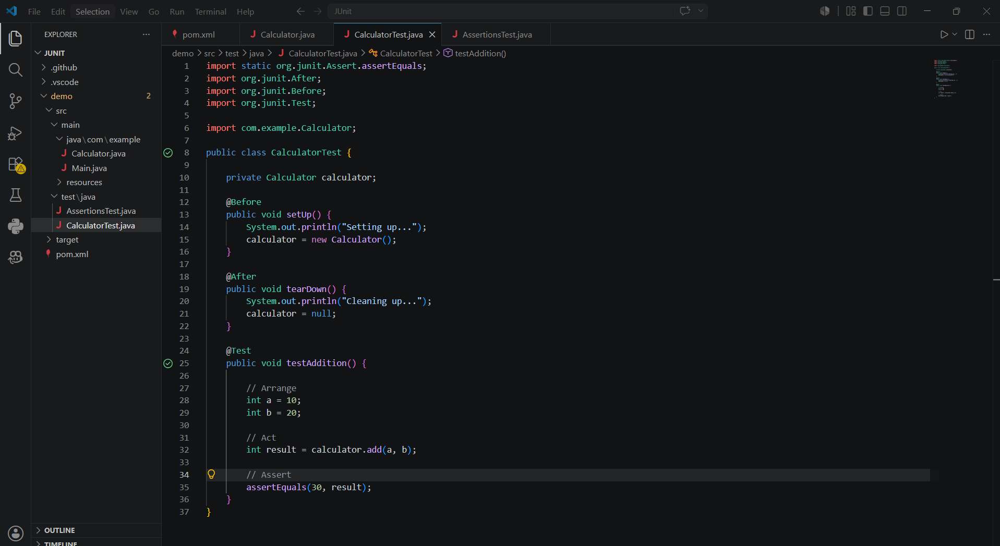 File Edit Selection View Go Run Terminal Help
JUnit
EXPLORER
JUNIT
.github
.vscode
demo 2
src
main
java\com\example
Calculator.java
Main.java
resources
test\java
AssertionsTest.java
CalculatorTest.java
target
pom.xml
OUTLINE
TIMELINE
pom.xml
Calculator.java
CalculatorTest.java
AssertionsTest.java
demo > src > test > java > CalculatorTest.java > CalculatorTest > testAddition()
1 import static org.junit.Assert.assertEquals;
2 import org.junit.After;
3 import org.junit.Before;
4 import org.junit.Test;
5
6 import com.example.Calculator;
7
8 public class CalculatorTest {
9
10     private Calculator calculator;
11
12     @Before
13     public void setUp() {
14         System.out.println("Setting up...");
15         calculator = new Calculator();
16     }
17
18     @After
19     public void tearDown() {
20         System.out.println("Cleaning up...");
21         calculator = null;
22     }
23
24     @Test
25     public void testAddition() {
26
27         // Arrange
28         int a = 10;
29         int b = 20;
30
31         // Act
32         int result = calculator.add(a, b);
33
34         // Assert
35         assertEquals(30, result);
36     }
37 }